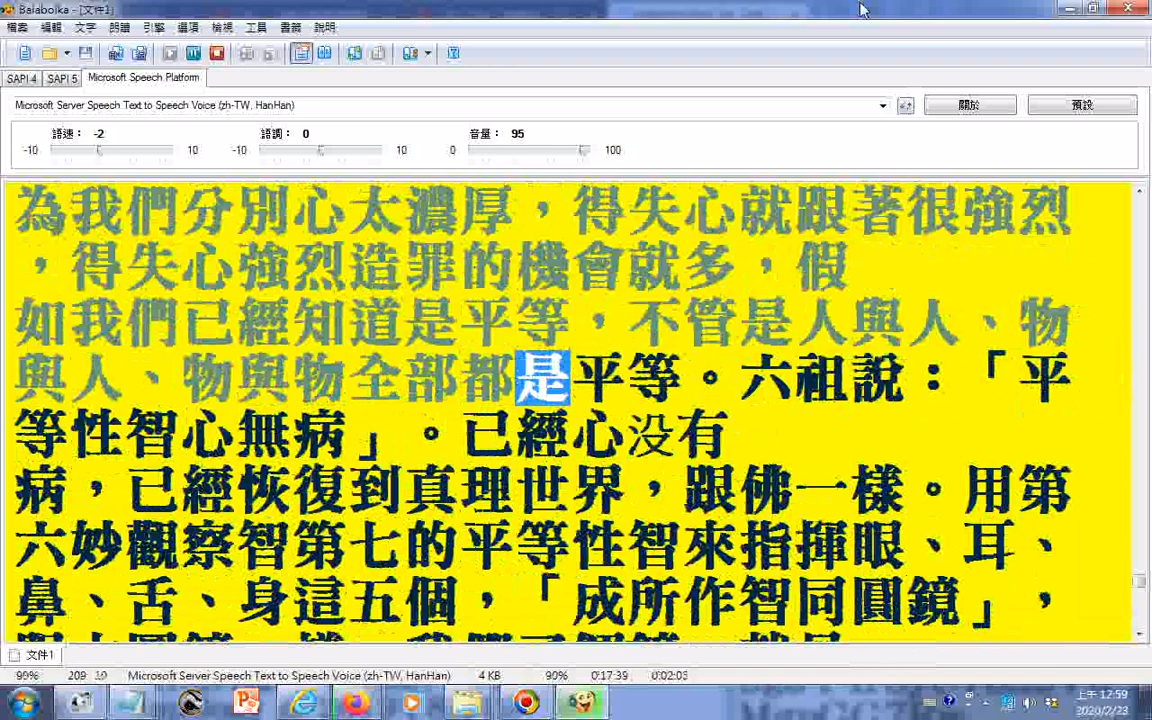 Balabolka - [文件1]
檔案 編輯 文字 朗讀 引擎 選項 檢視 工具 書籤 說明
SAPI 4 SAPI 5 Microsoft Speech Platform
Microsoft Server Speech Text to Speech Voice (zh-TW, HanHan) 關於 預設
語速： -2 語調： 0 音量： 95
-10 10 -10 10 0 100
為我們分別心太濃厚，得失心就跟著很強烈
，得失心強烈造罪的機會就多，假
如我們已經知道是平等，不管是人與人、物
與人、物與物全部都是平等。六祖說：「平
等性智心無病」。已經心没有
病，已經恢復到真理世界，跟佛一樣。用第
六妙觀察智第七的平等性智來指揮眼、耳、
鼻、舌、身這五個，「成所作智同圓鏡」，
文件1
99% 209 19 Microsoft Server Speech Text to Speech Voice (zh-TW, HanHan) 4 KB 90% 0:17:39 0:02:03
上午 12:59
2020/2/23